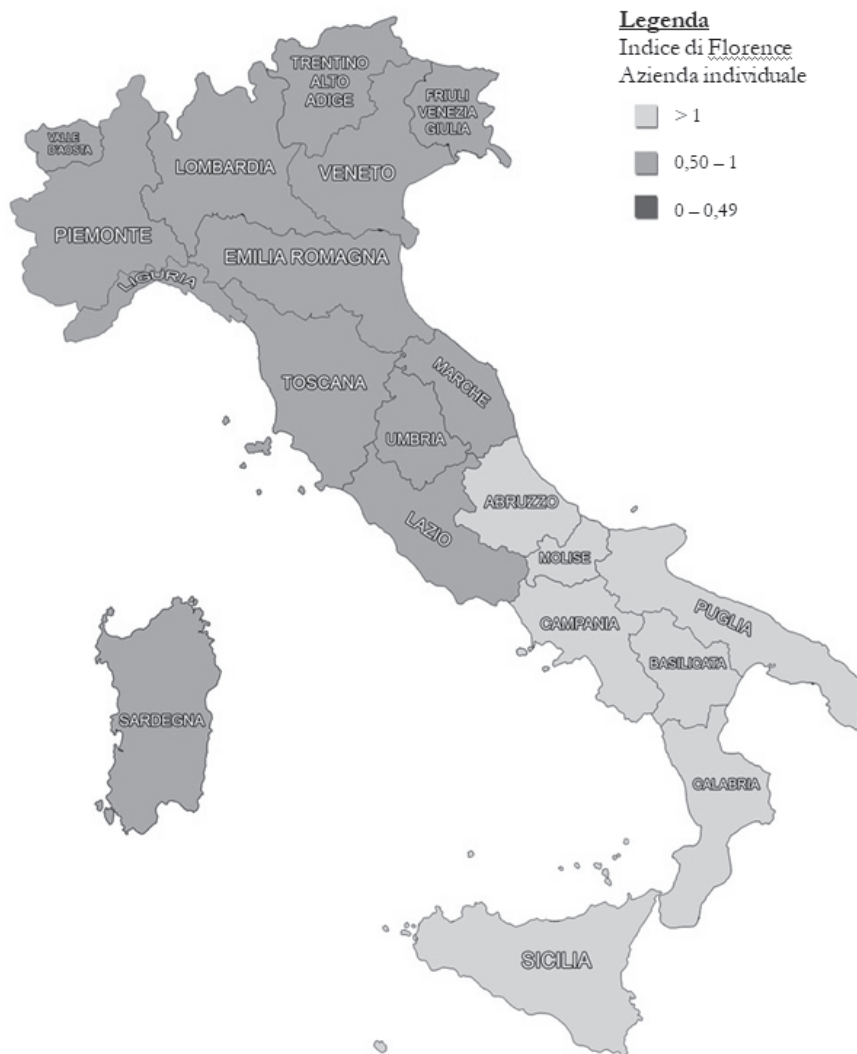 Legenda
Indice di Florence
Azienda individuale
> 1
0,50 – 1
0 – 0,49
TRENTINO
ALTO
ADIGE
FRIULI
VENEZIA
GIULIA
VALLE
D'AOSTA
LOMBARDIA
VENETO
PIEMONTE
EMILIA ROMAGNA
LIGURIA
TOSCANA
MARCHE
UMBRIA
ABRUZZO
LAZIO
MOLISE
PUGLIA
CAMPANIA
BASILICATA
SARDEGNA
CALABRIA
SICILIA